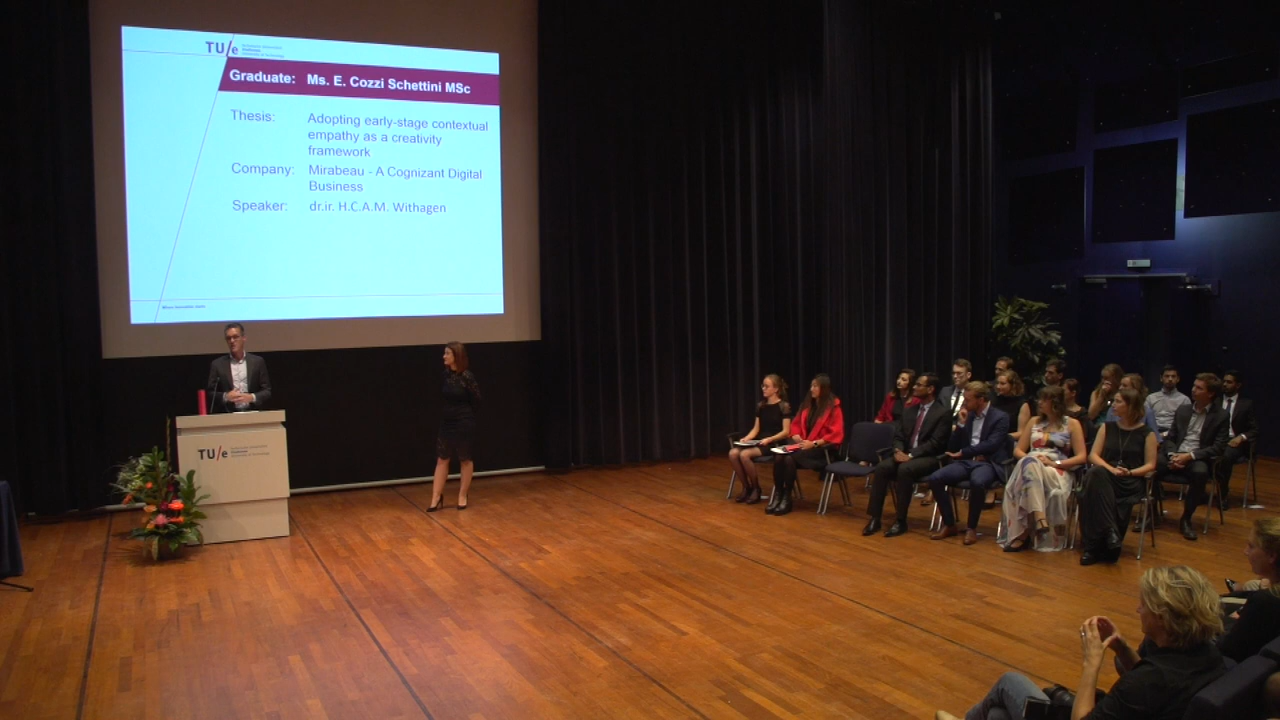 TU/e
Graduate: Ms. E. Cozzi Schettini MSc
Thesis: Adopting early-stage contextual
empathy as a creativity
framework
Company: Mirabeau - A Cognizant Digital
Business
Speaker: dr.ir. H.C.A.M. Withagen
TU/e